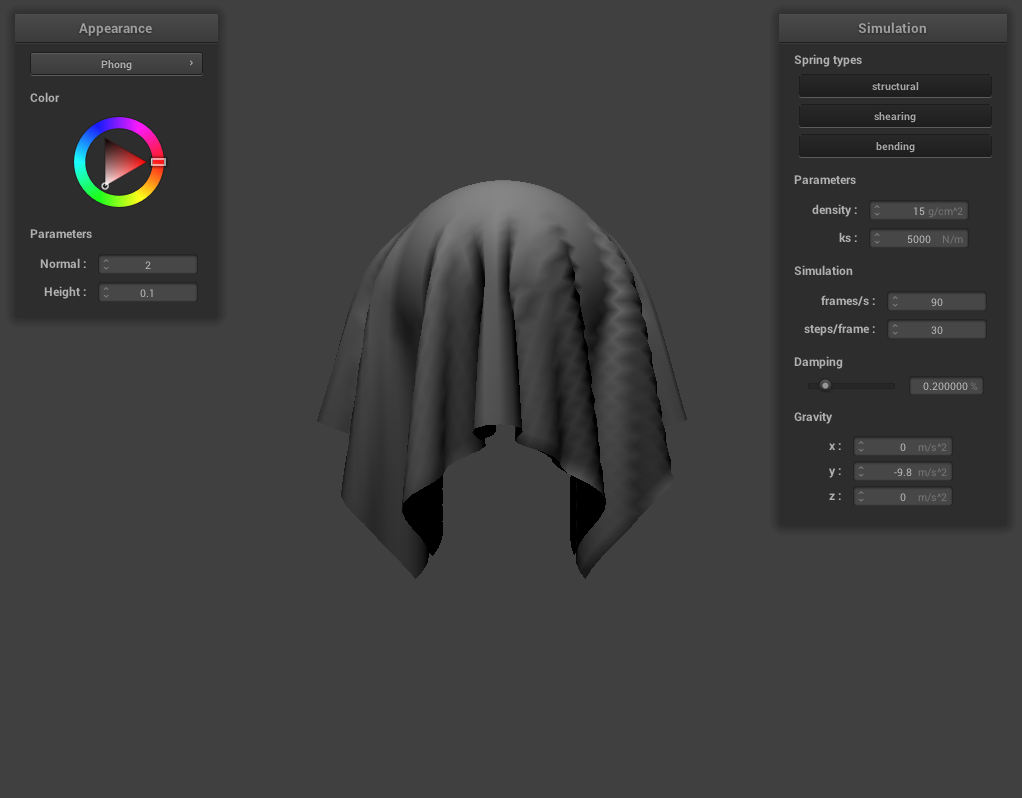 Appearance
Phong
Color
Parameters
Normal : 2
Height : 0.1
Simulation
Spring types
structural
shearing
bending
Parameters
density : 15 g/cm^2
ks : 5000 N/m
Simulation
frames/s : 90
steps/frame : 30
Damping
0.200000 %
Gravity
x : 0 m/s^2
y : -9.8 m/s^2
z : 0 m/s^2